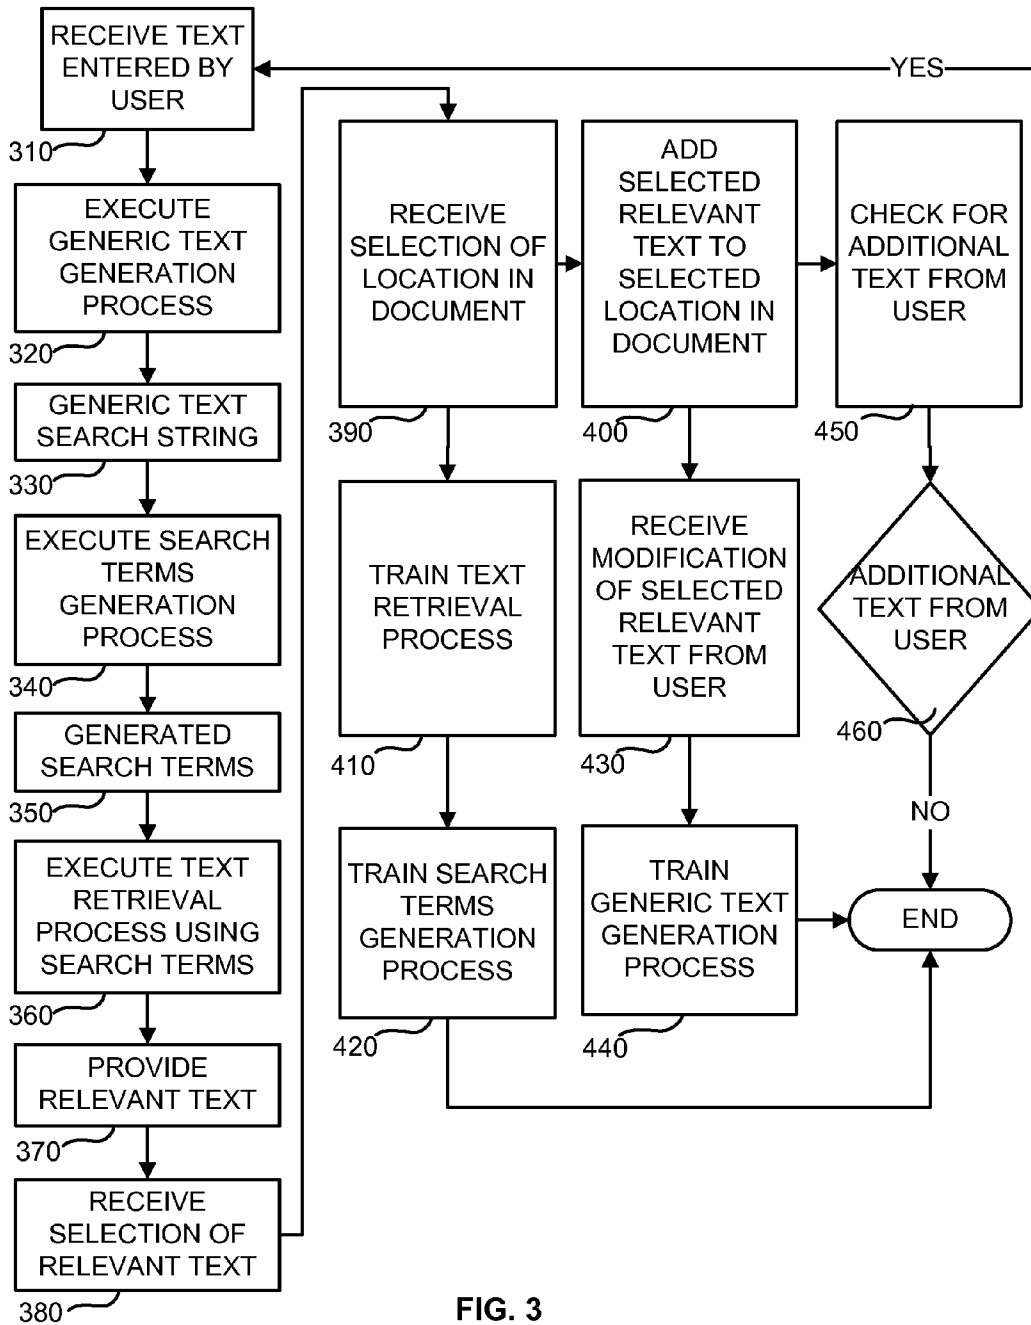 RECEIVE TEXT
ENTERED BY
USER
310
EXECUTE
GENERIC TEXT
GENERATION
PROCESS
320
GENERIC TEXT
SEARCH STRING
330
EXECUTE SEARCH
TERMS
GENERATION
PROCESS
340
GENERATED
SEARCH TERMS
350
EXECUTE TEXT
RETRIEVAL
PROCESS USING
SEARCH TERMS
360
PROVIDE
RELEVANT TEXT
370
RECEIVE
SELECTION OF
RELEVANT TEXT
380
RECEIVE
SELECTION OF
LOCATION IN
DOCUMENT
390
TRAIN TEXT
RETRIEVAL
PROCESS
410
TRAIN SEARCH
TERMS
GENERATION
PROCESS
420
ADD
SELECTED
RELEVANT
TEXT TO
SELECTED
LOCATION IN
DOCUMENT
400
RECEIVE
MODIFICATION
OF SELECTED
RELEVANT
TEXT FROM
USER
430
TRAIN
GENERIC TEXT
GENERATION
PROCESS
440
YES
CHECK FOR
ADDITIONAL
TEXT FROM
USER
450
ADDITIONAL
TEXT FROM
USER
460
NO
END
FIG. 3